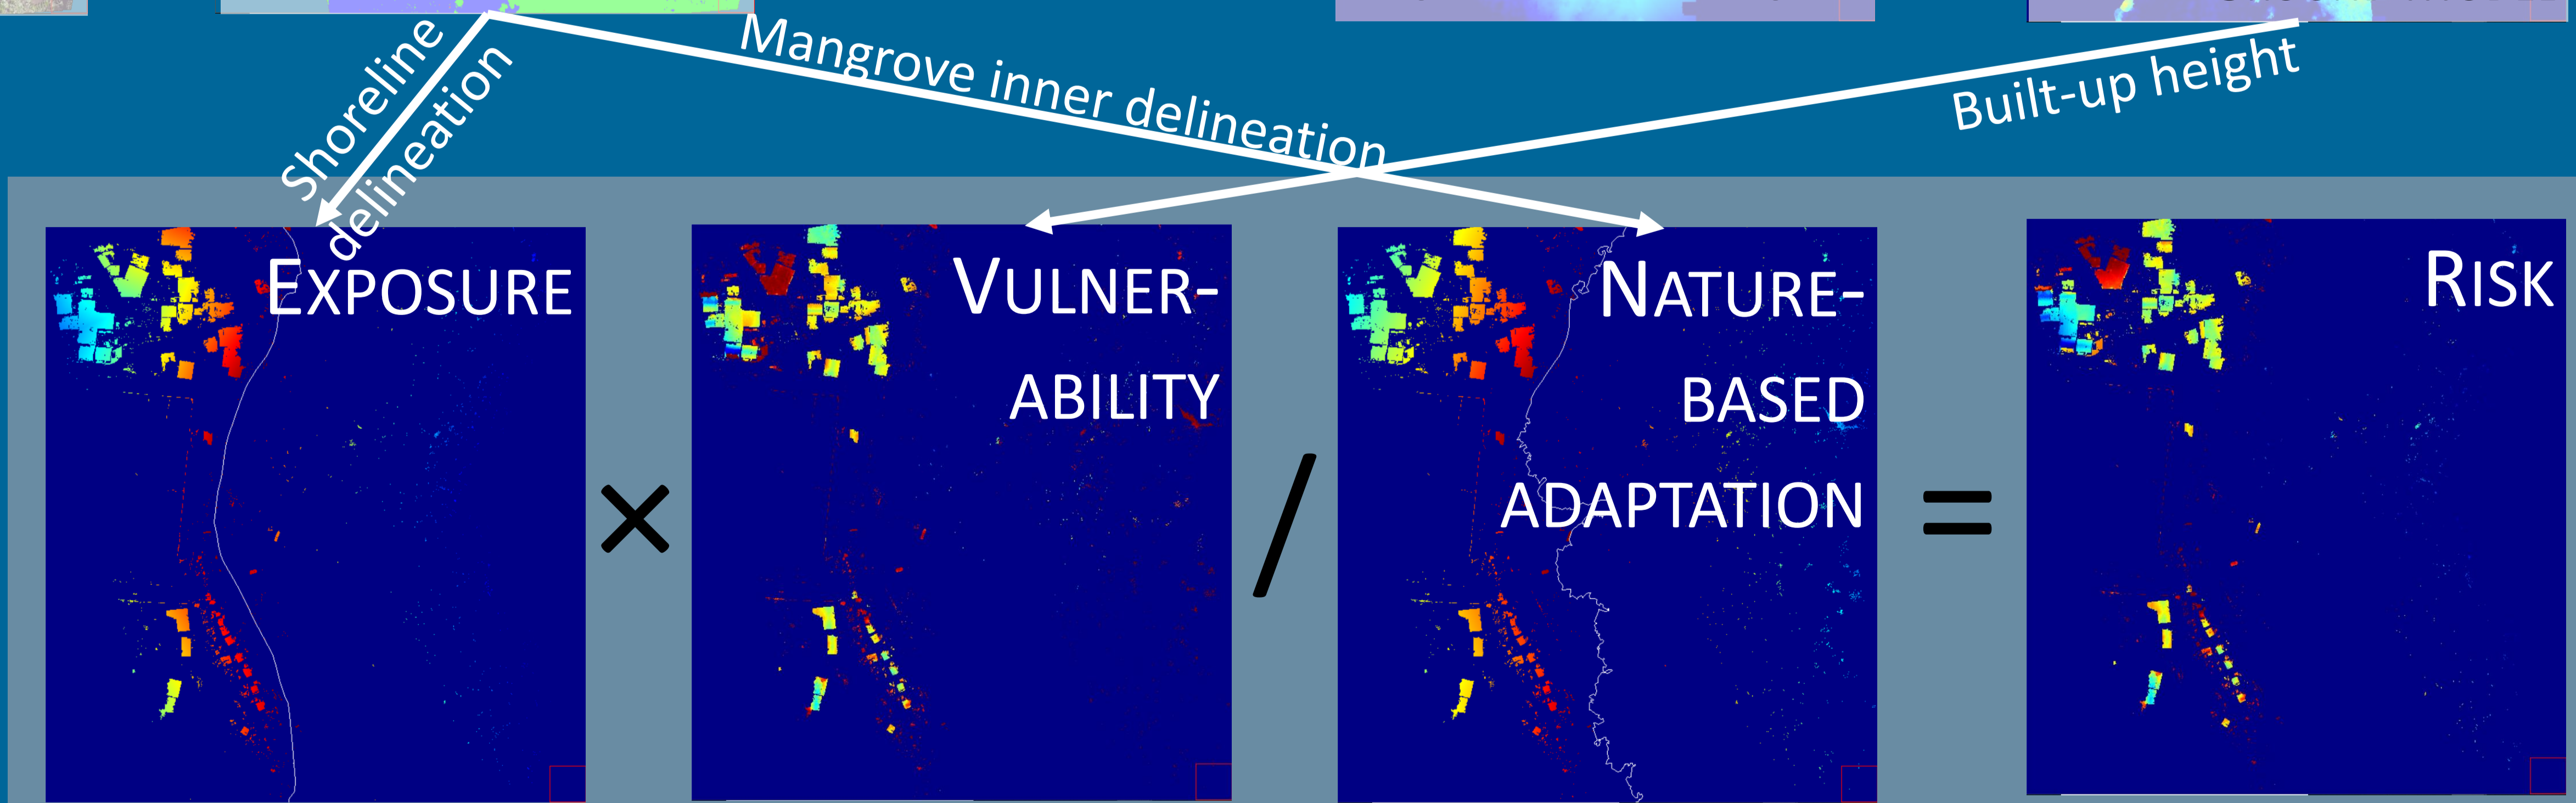 Shoreline
delineation
Mangrove inner delineation
Built-up height
EXPOSURE
×
VULNER-
ABILITY
/
NATURE-
BASED
ADAPTATION
=
RISK